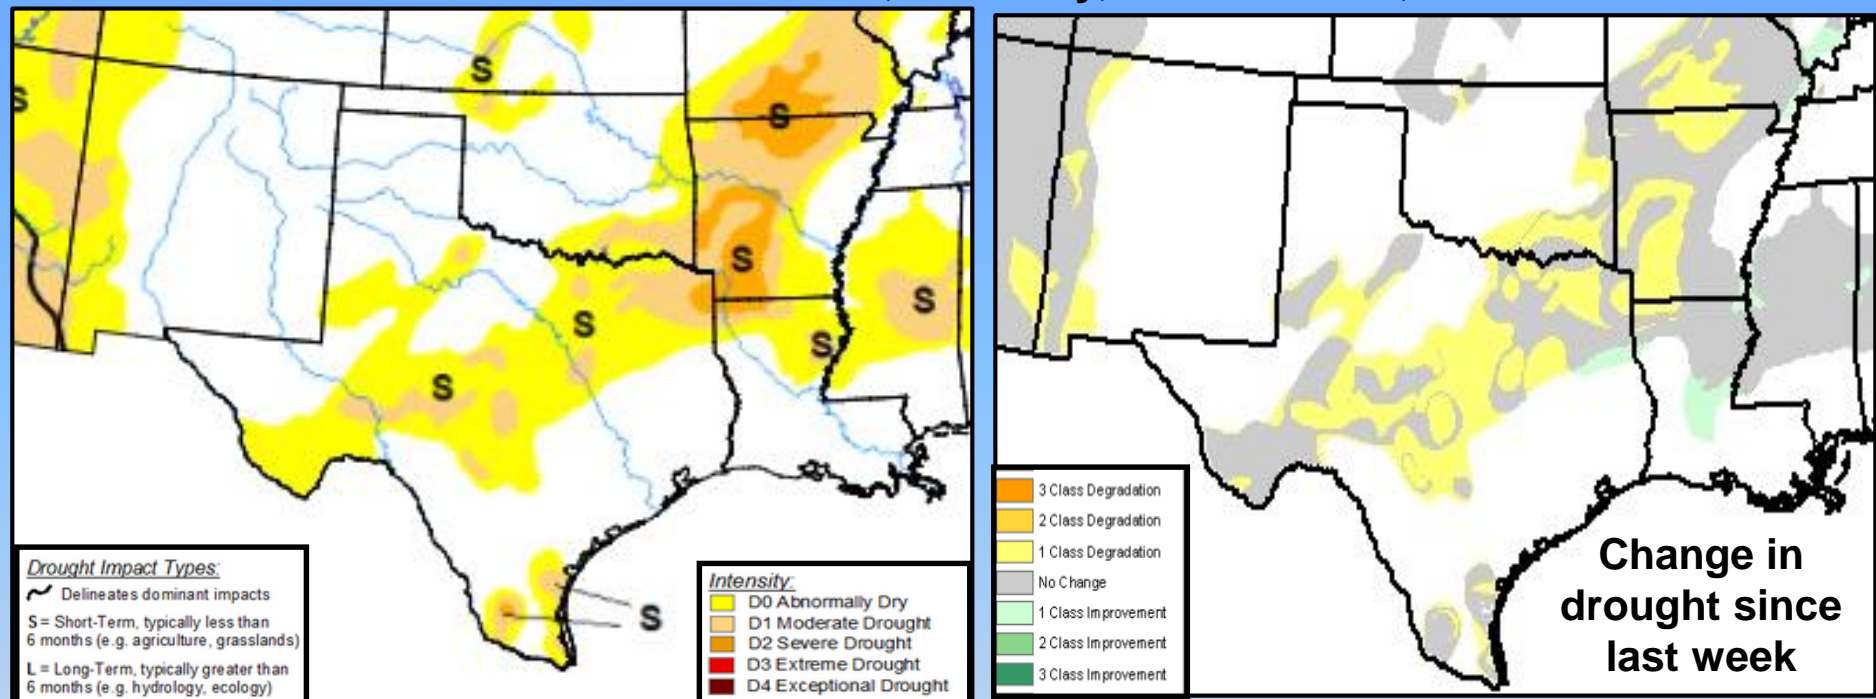 S
S
S
S
S
S
S
S
S
S
Drought Impact Types:
Delineates dominant impacts
S = Short-Term, typically less than
6 months (e.g. agriculture, grasslands)
L = Long-Term, typically greater than
6 months (e.g. hydrology, ecology)
Intensity:
D0 Abnormally Dry
D1 Moderate Drought
D2 Severe Drought
D3 Extreme Drought
D4 Exceptional Drought
3 Class Degradation
2 Class Degradation
1 Class Degradation
No Change
1 Class Improvement
2 Class Improvement
3 Class Improvement
Change in
drought since
last week